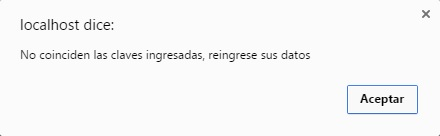 localhost dice:
No coinciden las claves ingresadas, reingrese sus datos
Aceptar